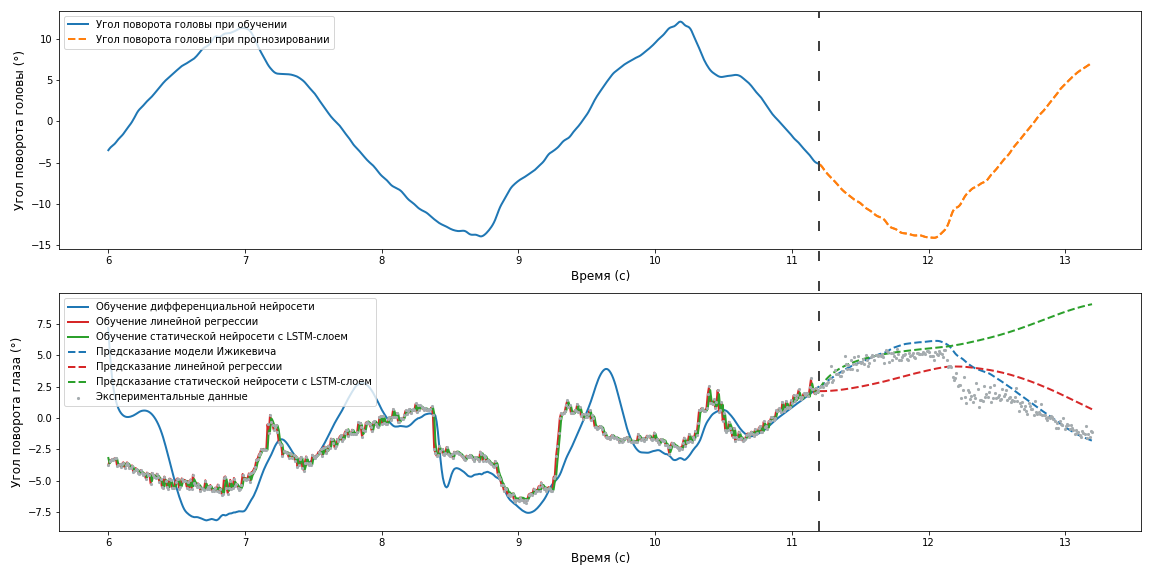 Угол поворота головы (°)
10
5
0
−5
−10
−15
Угол поворота головы при обучении
Угол поворота головы при прогнозировании
6 7 8 9 10 11 12 13
Время (с)
Угол поворота глаза (°)
7.5
5.0
2.5
0.0
−2.5
−5.0
−7.5
Обучение дифференциальной нейросети
Обучение линейной регрессии
Обучение статической нейросети с LSTM-слоем
Предсказание модели Ижикевича
Предсказание линейной регрессии
Предсказание статической нейросети с LSTM-слоем
Экспериментальные данные
6 7 8 9 10 11 12 13
Время (с)